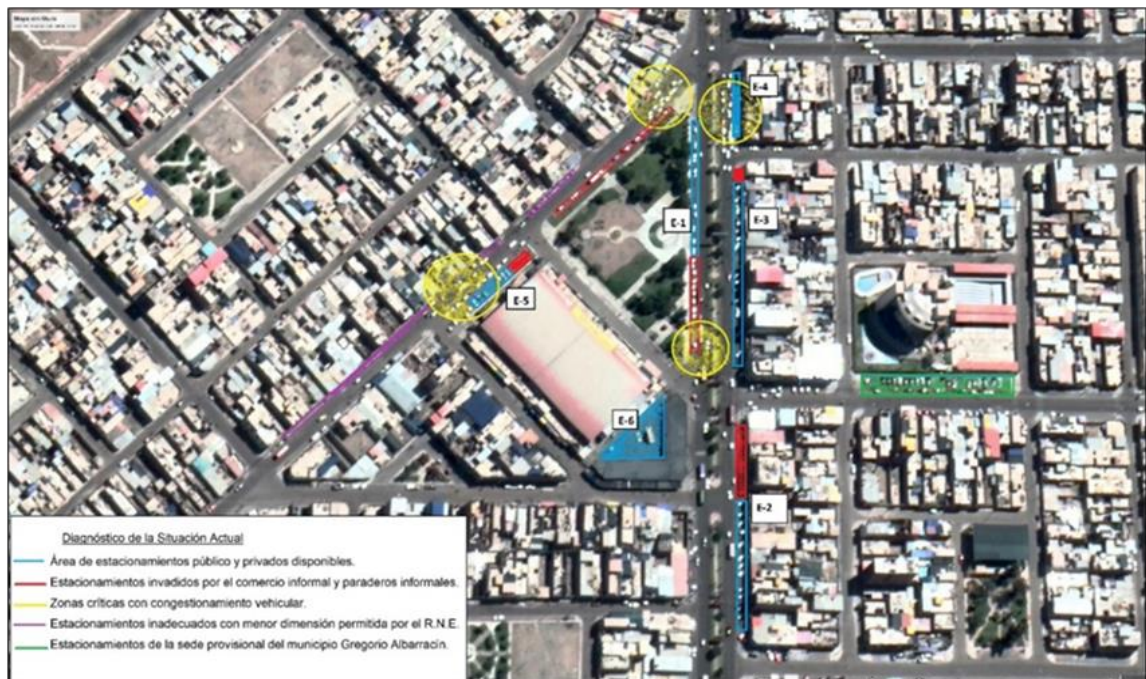 E-4
E-3
E-1
E-5
E-6
E-2
Diagnóstico de la Situación Actual
Área de estacionamientos público y privados disponibles.
Estacionamientos invadidos por el comercio informal y paraderos informales.
Zonas críticas con congestionamiento vehicular.
Estacionamientos inadecuados con menor dimensión permitida por el R.N.E.
Estacionamientos de la sede provisional del municipio Gregorio Albarracín.